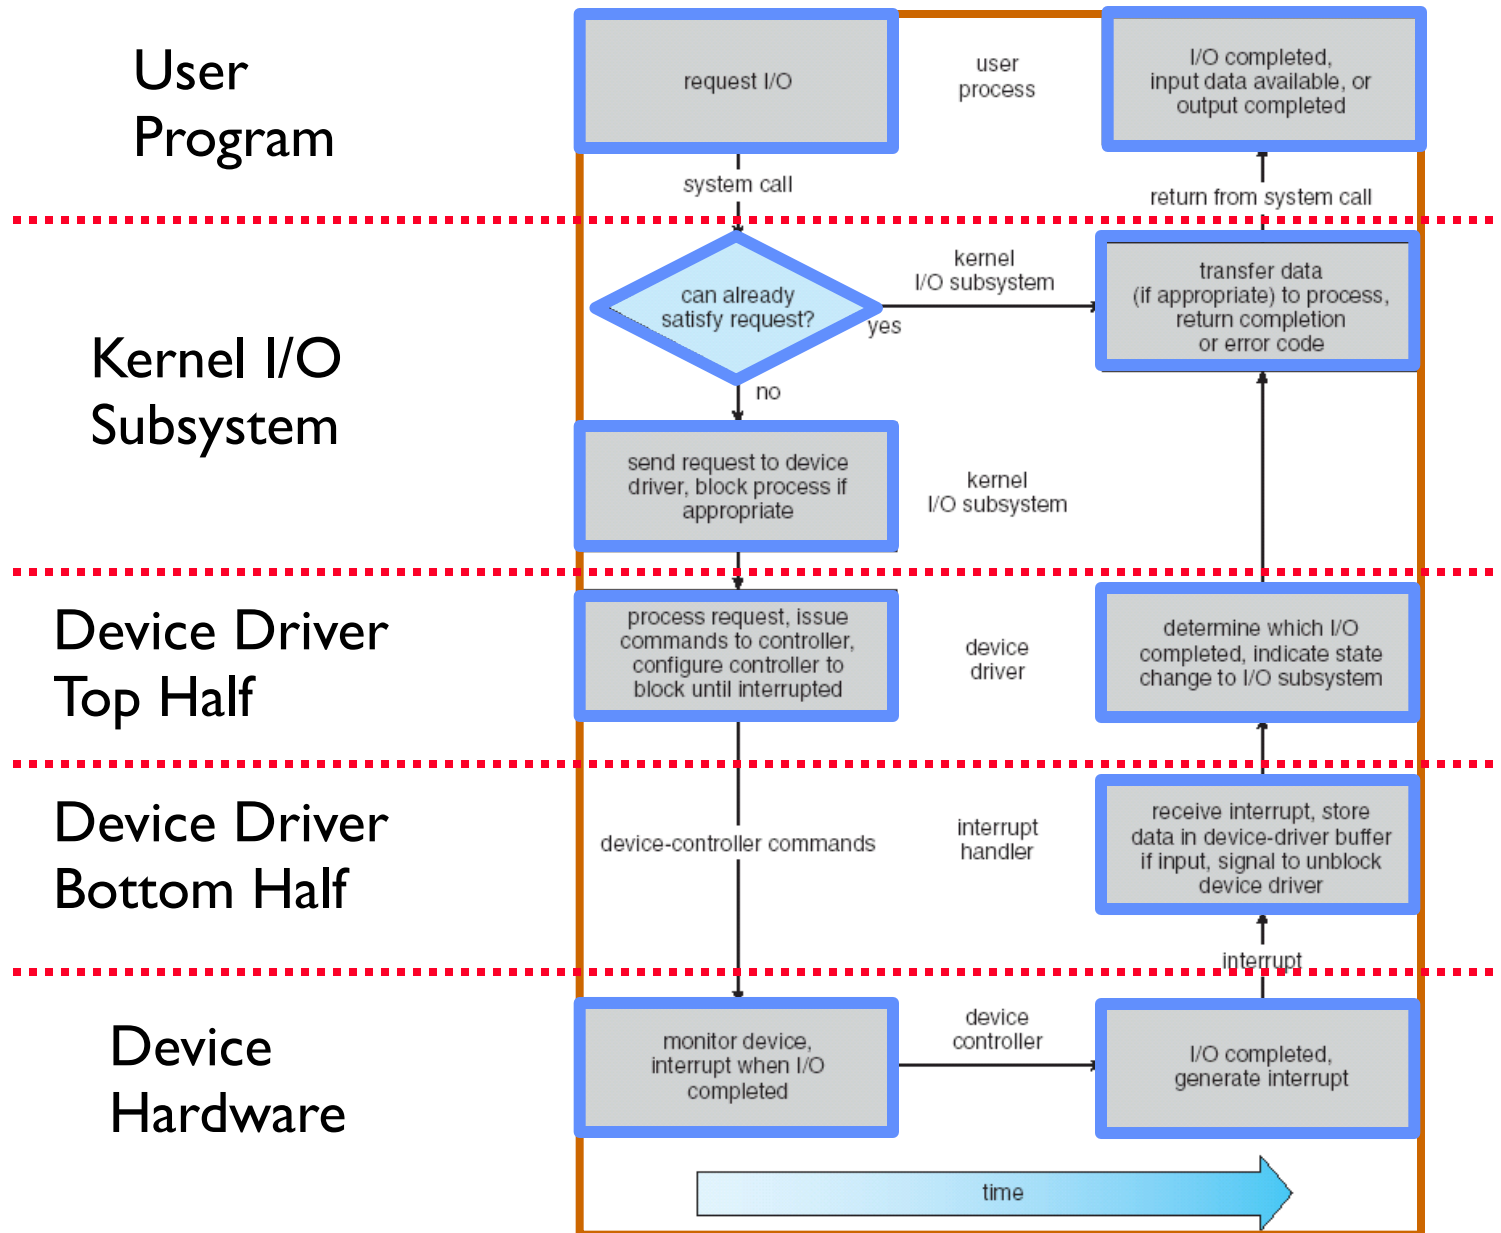 User
Program
request I/O
user
process
I/O completed,
input data available, or
output completed
system call
return from system call
Kernel I/O
Subsystem
can already
satisfy request?
kernel
I/O subsystem
yes
transfer data
(if appropriate) to process,
return completion
or error code
no
send request to device
driver, block process if
appropriate
kernel
I/O subsystem
Device Driver
Top Half
process request, issue
commands to controller,
configure controller to
block until interrupted
device
driver
determine which I/O
completed, indicate state
change to I/O subsystem
Device Driver
Bottom Half
device-controller commands
interrupt
handler
receive interrupt, store
data in device-driver buffer
if input, signal to unblock
device driver
interrupt
Device
Hardware
monitor device,
interrupt when I/O
completed
device
controller
I/O completed,
generate interrupt
time